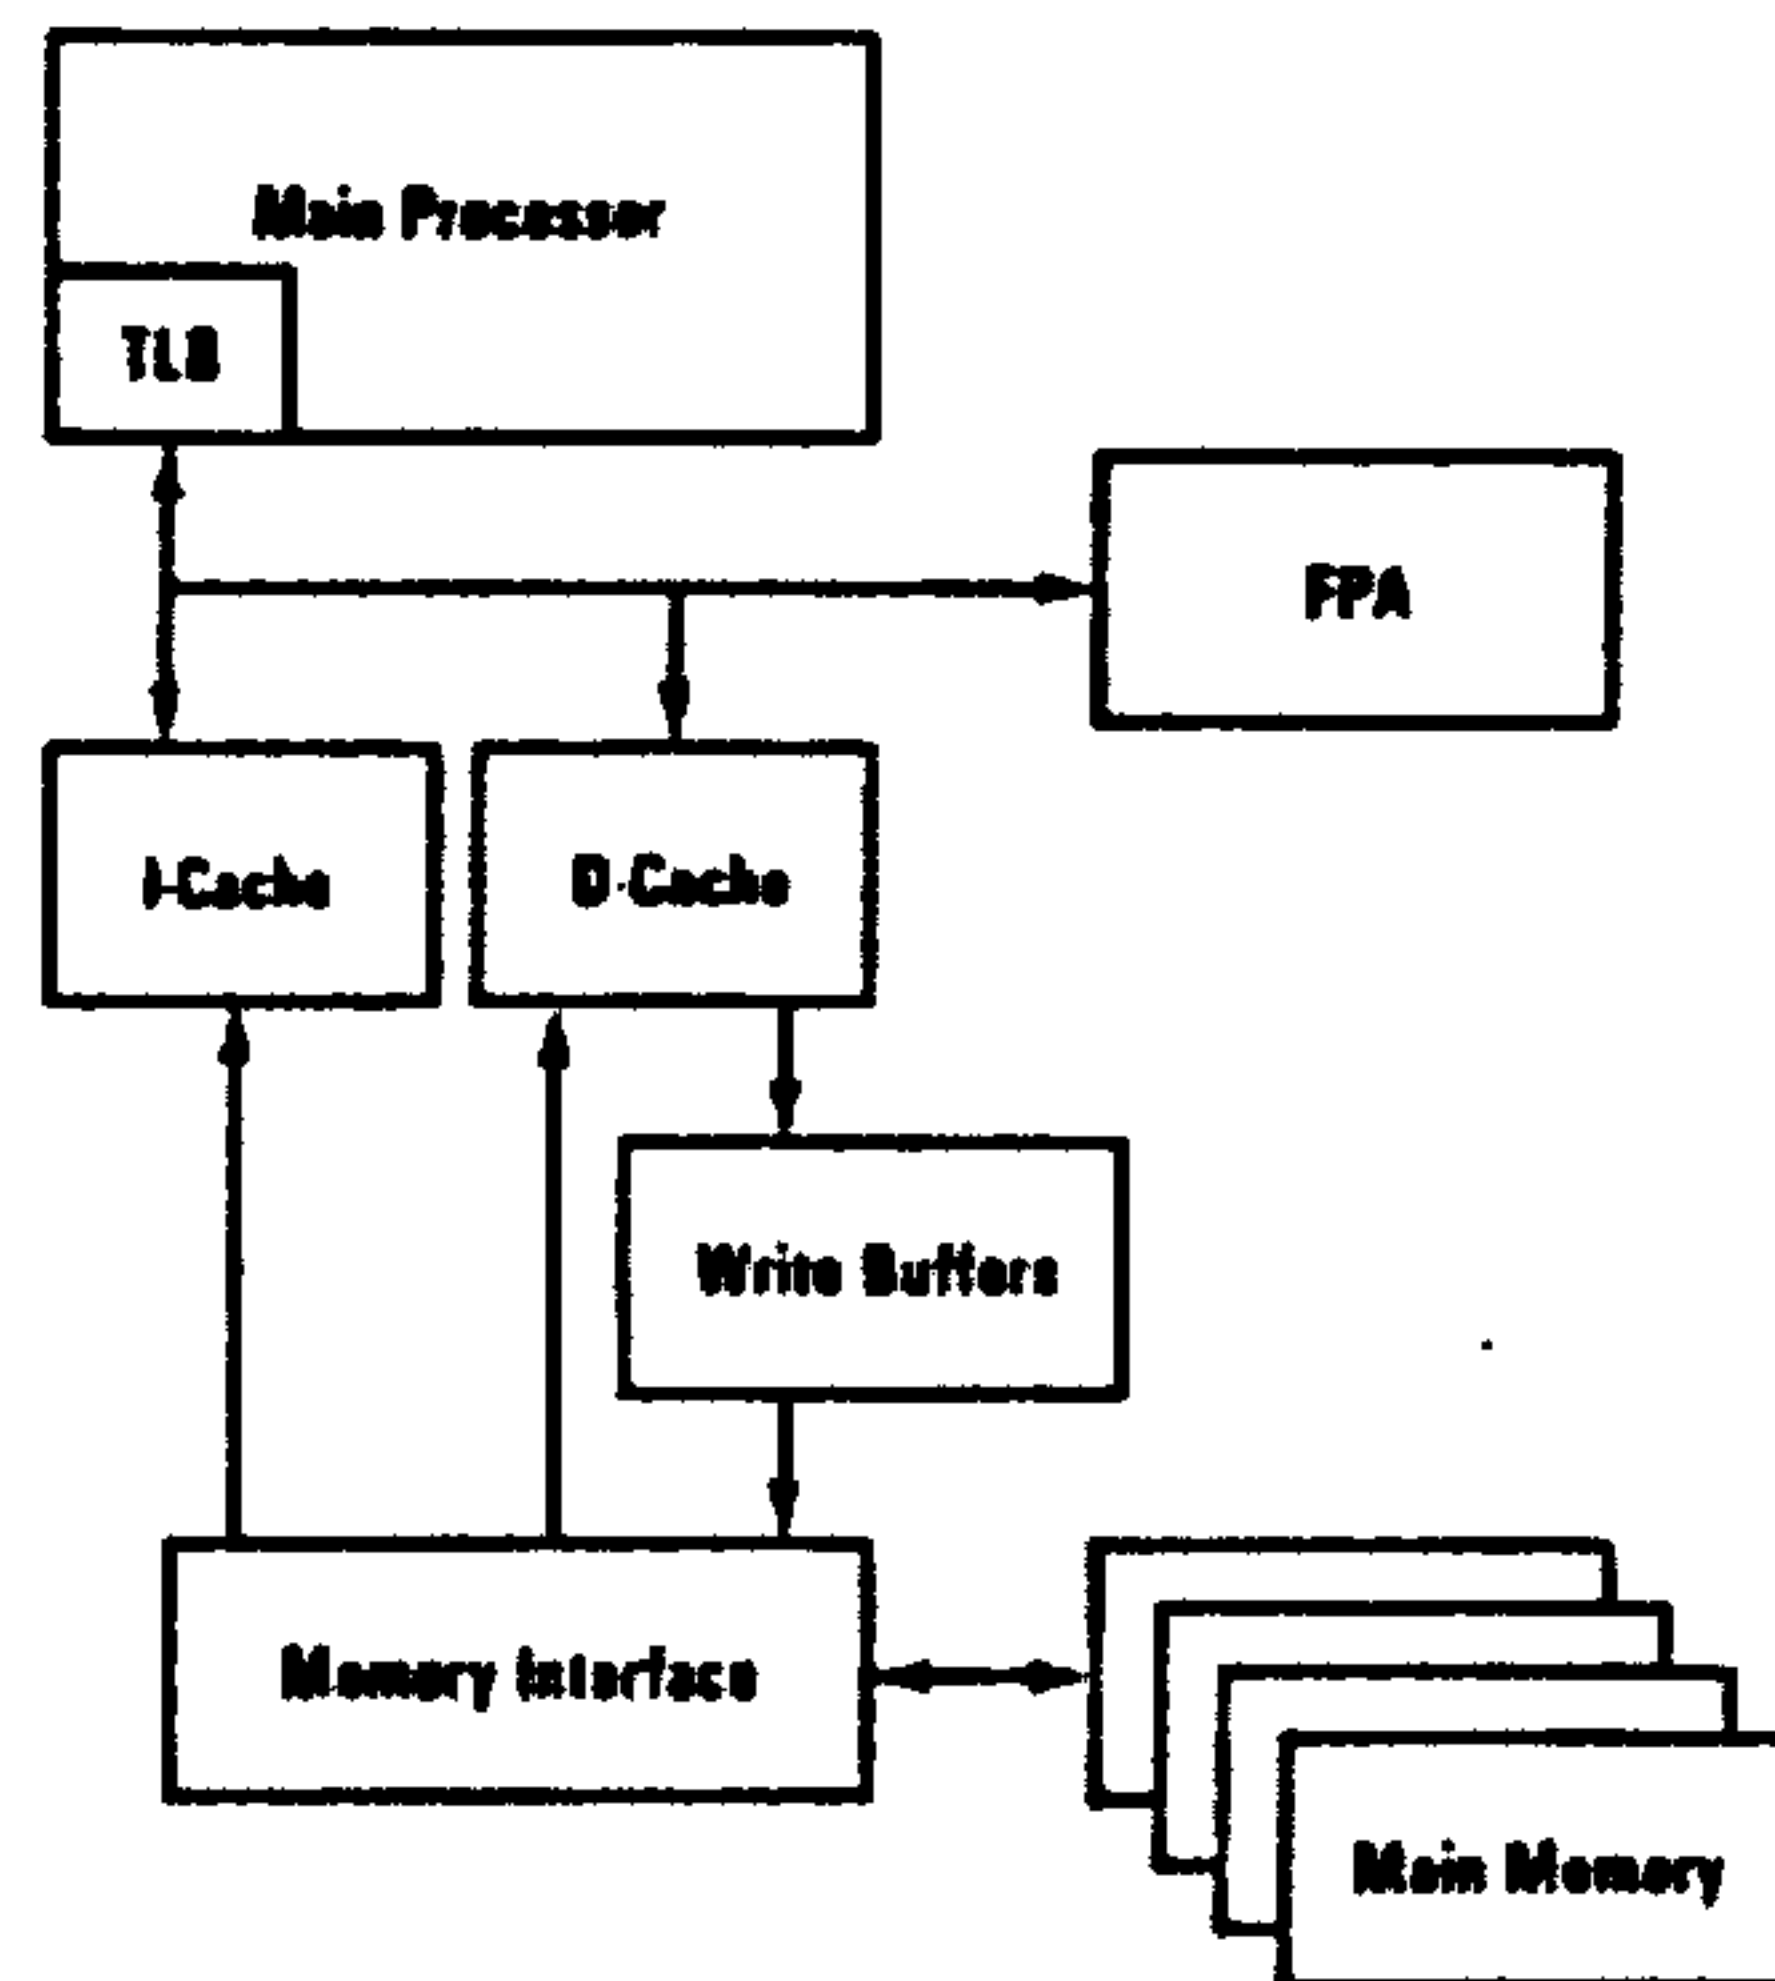 Main Processor
TLB
FPA
I-Cache
D-Cache
Write Buffers
Memory Interface
Main Memory